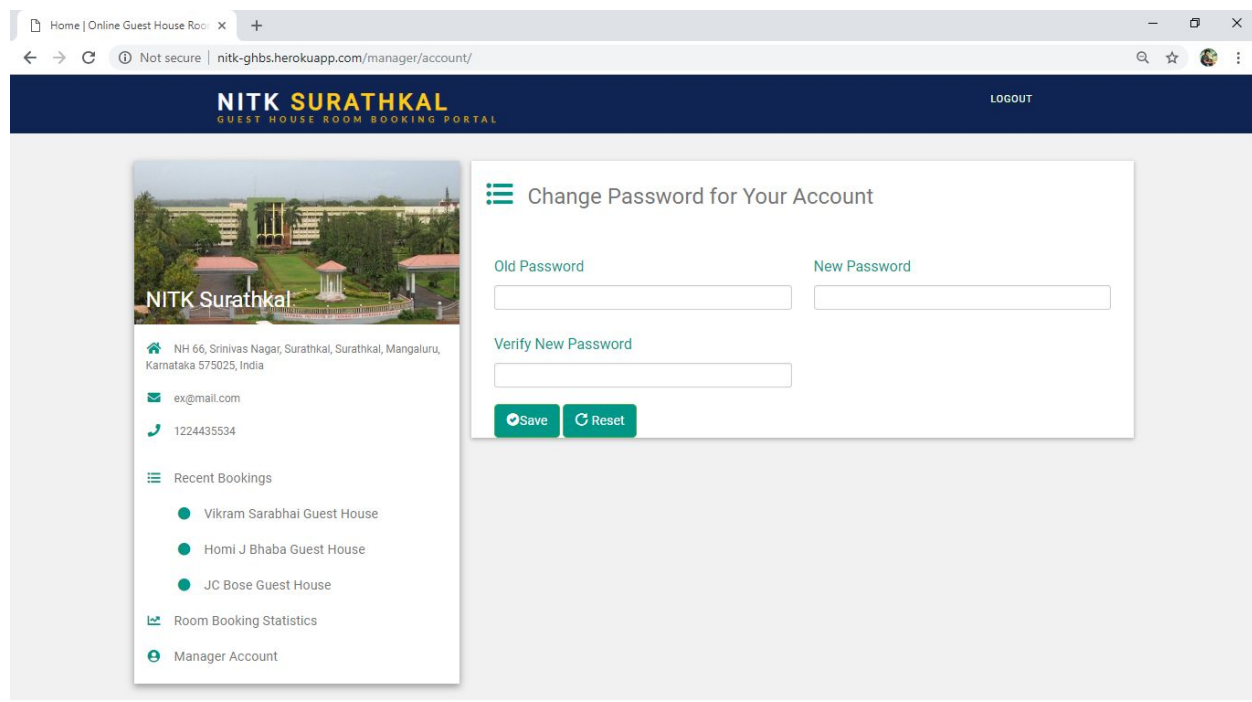 Home | Online Guest House Roo
Not secure | nitk-ghbs.herokuapp.com/manager/account/
NITK SURATHKAL
GUEST HOUSE ROOM BOOKING PORTAL
LOGOUT
NITK Surathkal
NH 66, Srinivas Nagar, Surathkal, Surathkal, Mangaluru,
Karnataka 575025, India
ex@mail.com
1224435534
Recent Bookings
Vikram Sarabhai Guest House
Homi J Bhaba Guest House
JC Bose Guest House
Room Booking Statistics
Manager Account
Change Password for Your Account
Old Password
New Password
Verify New Password
Save
Reset